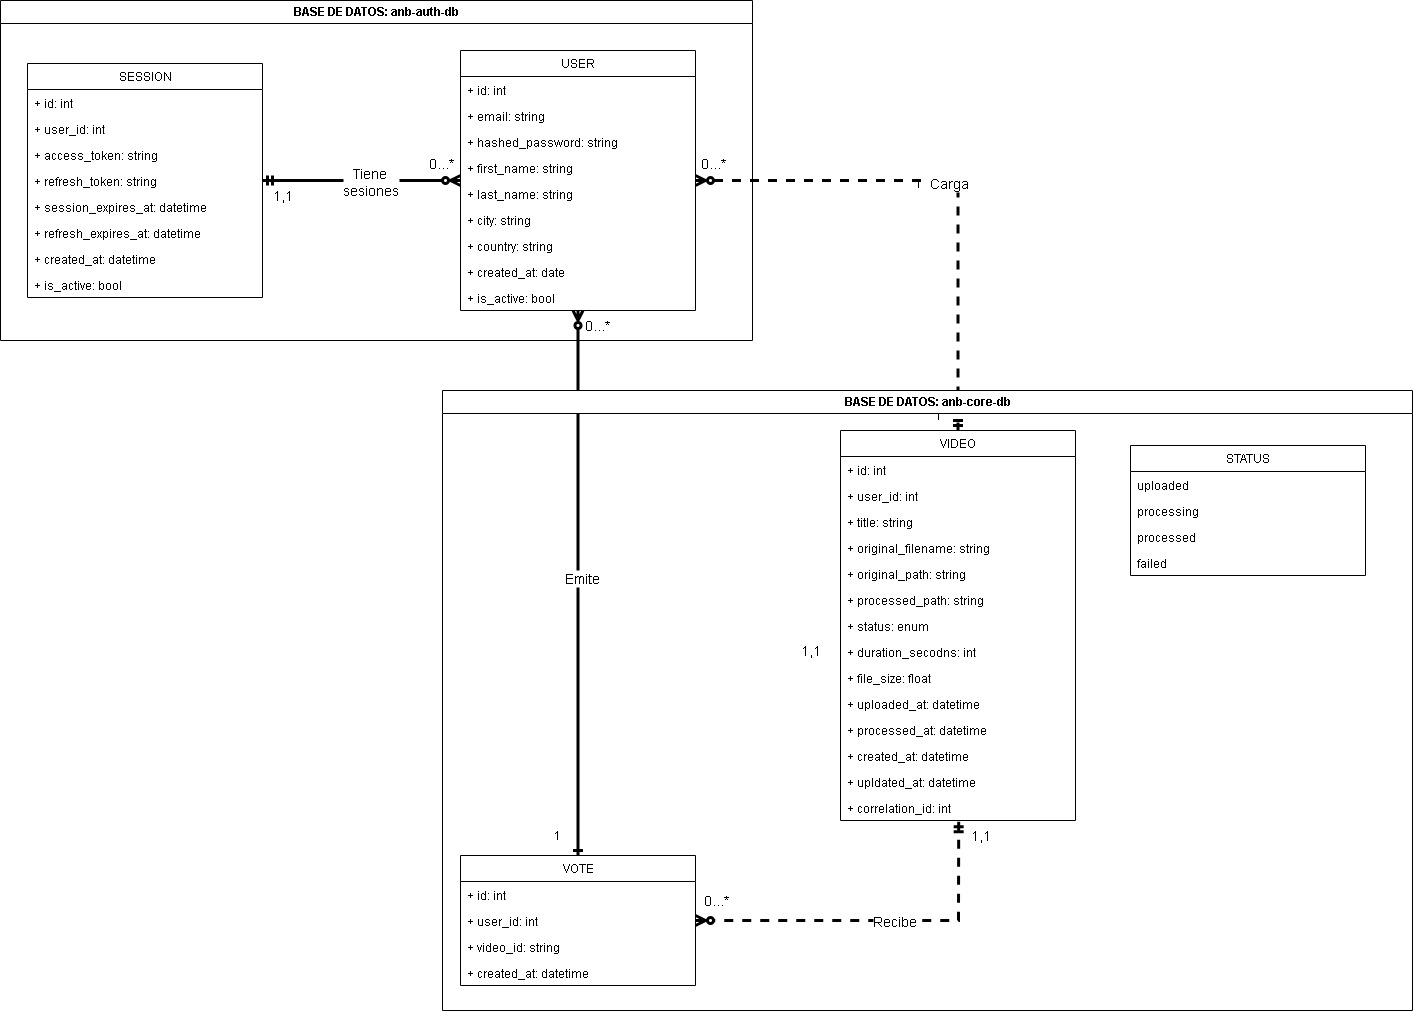 BASE DE DATOS: anb-auth-db
SESSION
+ id: int
+ user_id: int
+ access_token: string
+ refresh_token: string
+ session_expires_at: datetime
+ refresh_expires_at: datetime
+ created_at: datetime
+ is_active: bool
1,1
Tiene
sesiones
0...*
USER
+ id: int
+ email: string
+ hashed_password: string
+ first_name: string
+ last_name: string
+ city: string
+ country: string
+ created_at: date
+ is_active: bool
0...*
Carga
0...*
Emite
1
BASE DE DATOS: anb-core-db
VIDEO
+ id: int
+ user_id: int
+ title: string
+ original_filename: string
+ original_path: string
+ processed_path: string
+ status: enum
+ duration_secodns: int
+ file_size: float
+ uploaded_at: datetime
+ processed_at: datetime
+ created_at: datetime
+ upldated_at: datetime
+ correlation_id: int
1,1
STATUS
uploaded
processing
processed
failed
1,1
VOTE
+ id: int
+ user_id: int
+ video_id: string
+ created_at: datetime
0...*
Recibe